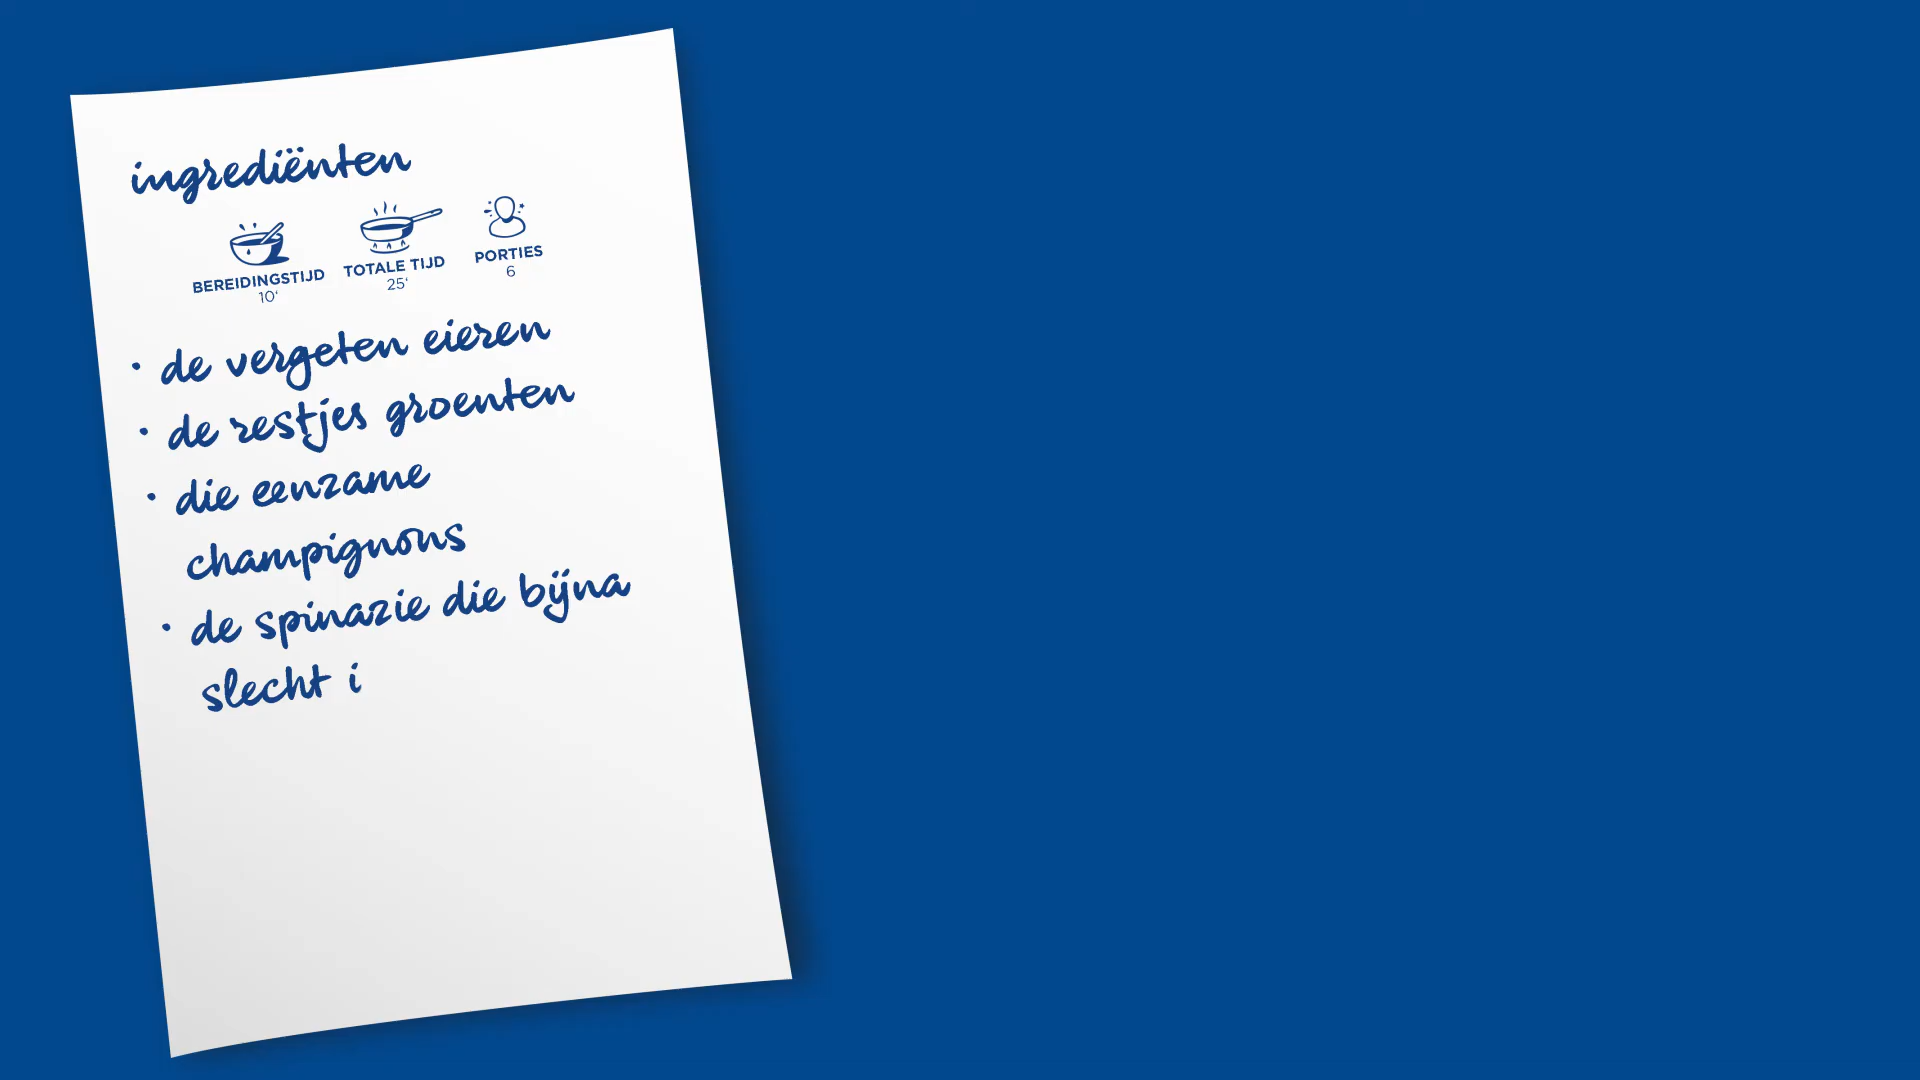 ingrediënten
BEREIDINGSTIJD
10'
TOTALE TIJD
25'
PORTIES
6
• de vergeten eieren
• de restjes groenten
• die eenzame
champignons
• de spinazie die bijna
slecht i